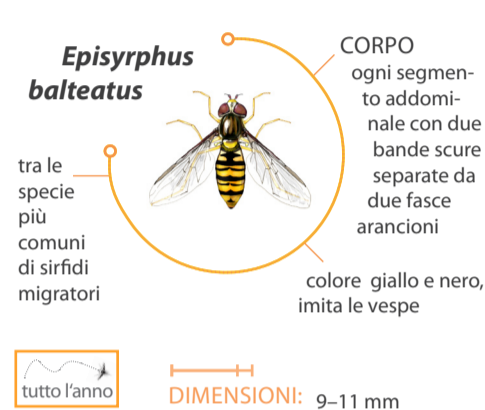 Episyrphus
balteatus
CORPO
ogni segmen-
to addomi-
nale con due
bande scure
separate da
due fasce
arancioni
tra le
specie
più
comuni
di sirfidi
migratori
colore giallo e nero,
imita le vespe
tutto l'anno
DIMENSIONI: 9–11 mm